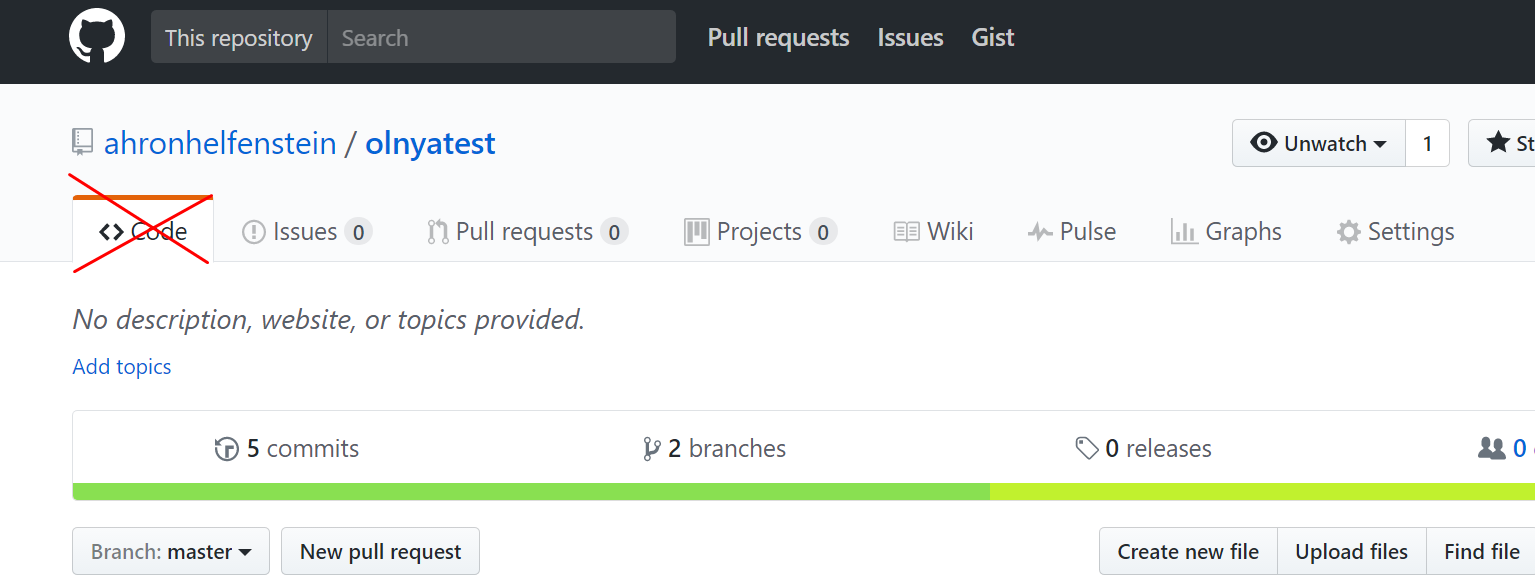 This repository Search Pull requests Issues Gist
ahronhelfenstein / olnyatest Unwatch 1 St
Code Issues 0 Pull requests 0 Projects 0 Wiki Pulse Graphs Settings
No description, website, or topics provided.
Add topics
5 commits 2 branches 0 releases 0
Branch: master New pull request Create new file Upload files Find file